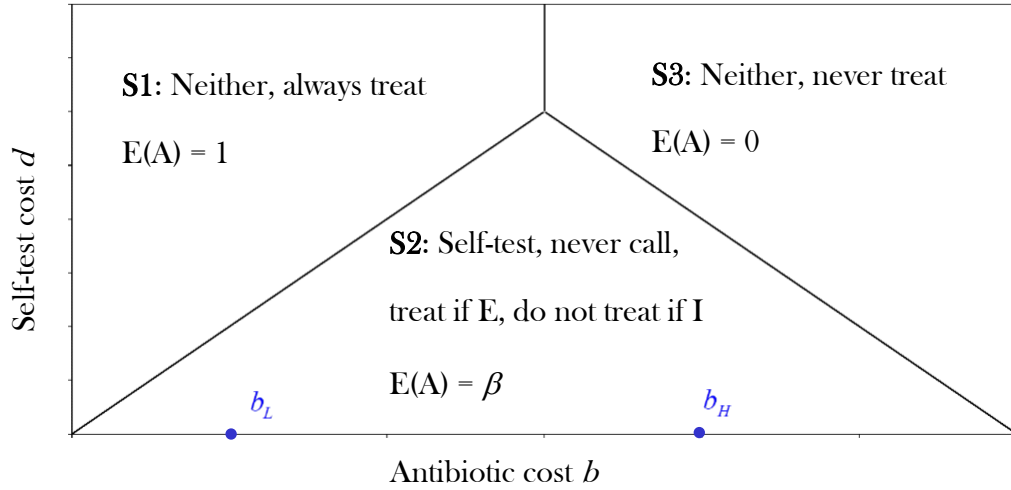 S1: Neither, always treat
E(A) = 1
S3: Neither, never treat
E(A) = 0
Self-test cost d
S2: Self-test, never call,
treat if E, do not treat if I
E(A) = β
b_L
b_H
Antibiotic cost b